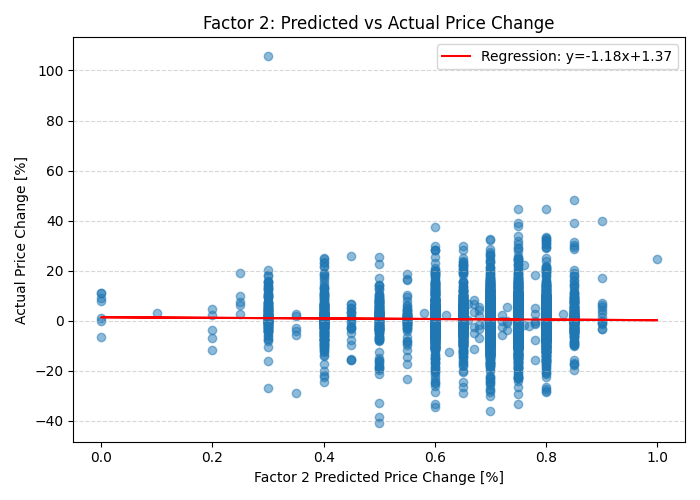 Factor 2: Predicted vs Actual Price Change
Regression: y=-1.18x+1.37
Actual Price Change [%]
100
80
60
40
20
0
−20
−40
0.0 0.2 0.4 0.6 0.8 1.0
Factor 2 Predicted Price Change [%]